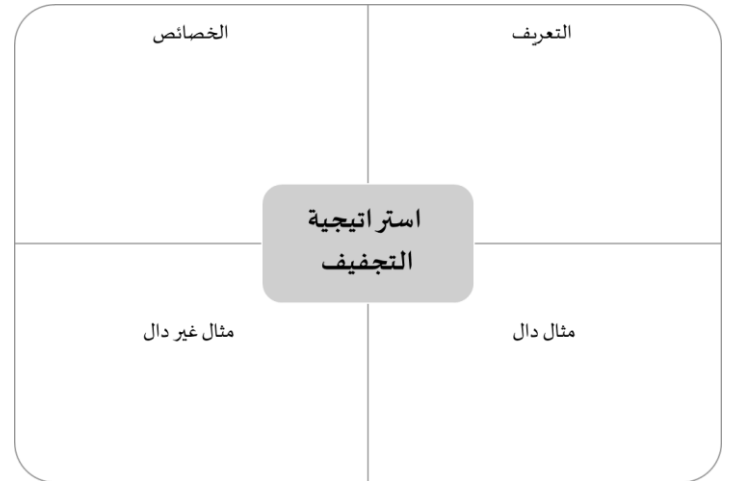 التعريف
الخصائص
استراتيجية
التجفيف
مثال دال
مثال غير دال